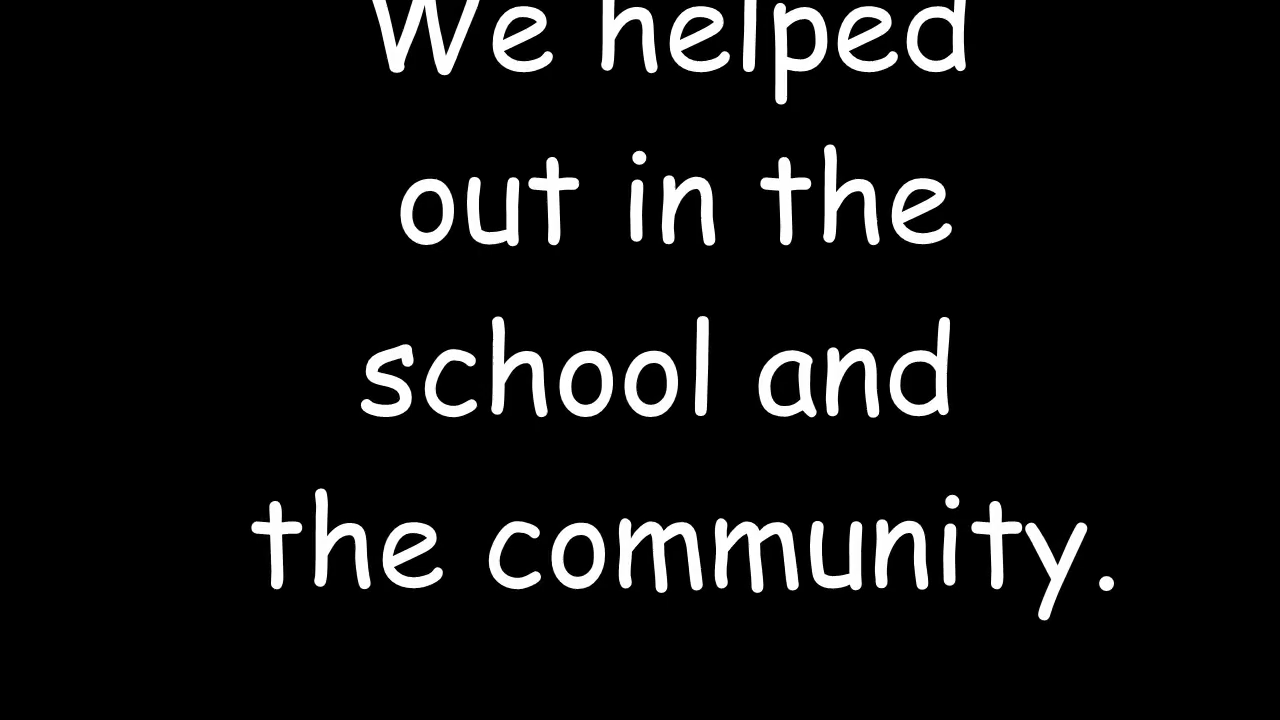 We helped
out in the
school and
the community.